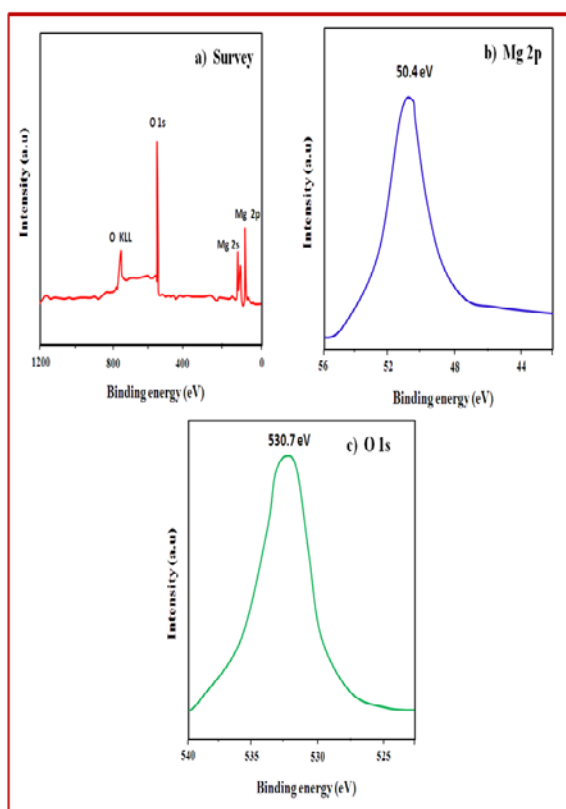 a) Survey
O 1s
Mg 2p
O KLL
Mg 2s
Intensity (a.u)
1200
800
400
0
Binding energy (eV)
b) Mg 2p
50.4 eV
Intensity (a.u)
56
52
48
44
Binding energy (eV)
c) O 1s
530.7 eV
Intensity (a.u)
540
535
530
525
Binding energy (eV)